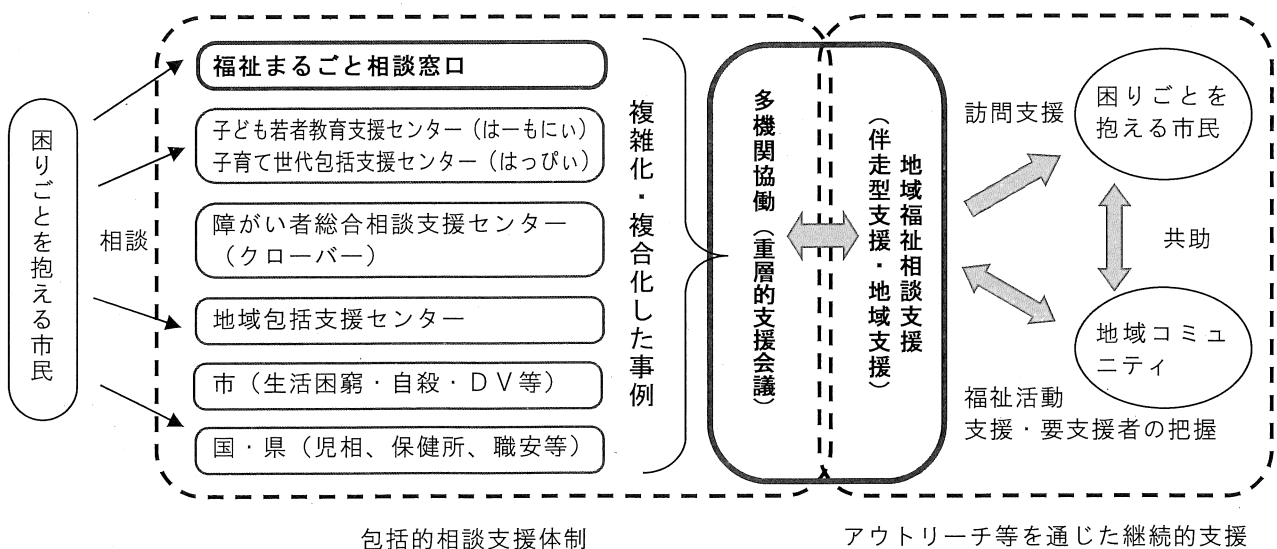 困りごとを抱える市民
相談
福祉まるごと相談窓口
子ども若者教育支援センター（はーもにぃ）
子育て世代包括支援センター（はっぴぃ）
障がい者総合相談支援センター
（クローバー）
地域包括支援センター
市（生活困窮・自殺・ＤＶ等）
国・県（児相、保健所、職安等）
複雑化・複合化した事例
多機関協働（重層的支援会議）
地域福祉相談支援
（伴走型支援・地域支援）
訪問支援
困りごとを
抱える市民
共助
地域コミュ
ニティ
福祉活動
支援・要支援者の把握
包括的相談支援体制
アウトリーチ等を通じた継続的支援